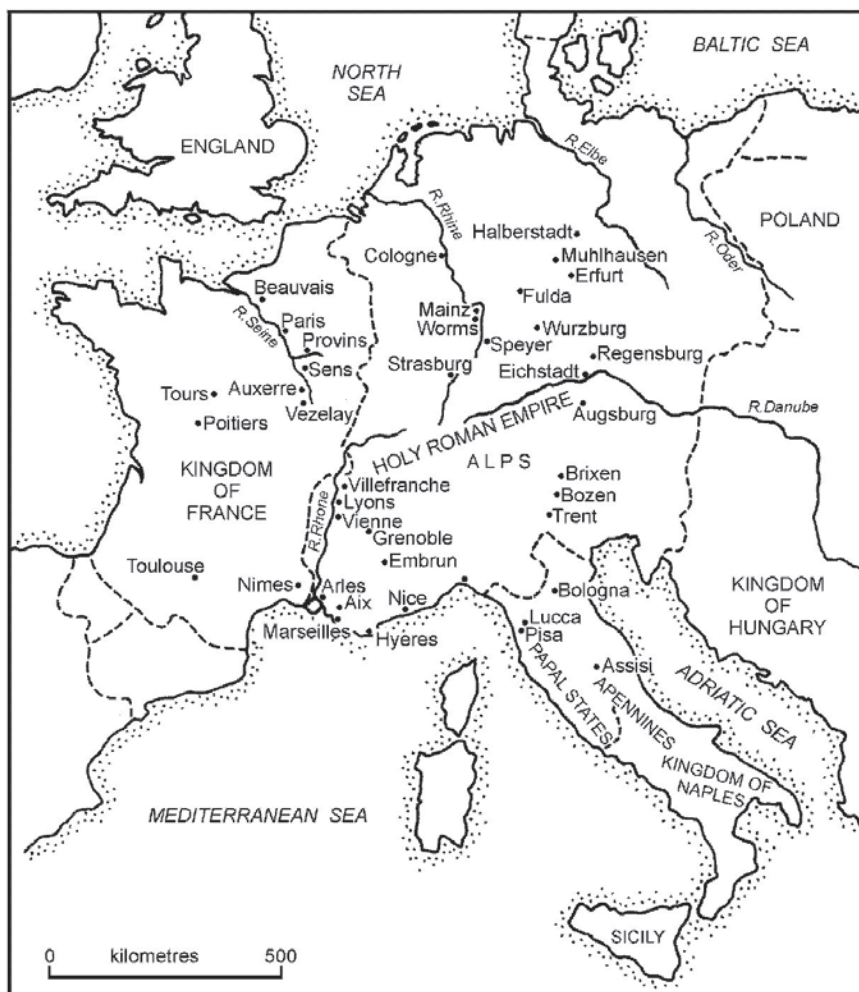 BALTIC SEA
NORTH
SEA
ENGLAND
R.Elbe
R.Rhine
POLAND
Halberstadt
R.Oder
Cologne
Muhlhausen
Erfurt
Beauvais
Fulda
R.Seine
Paris
Mainz
Worms
Wurzburg
Provins
Speyer
Regensburg
Sens
Strasburg
Eichstadt
Tours
Auxerre
Vezelay
Augsburg
R.Danube
Poitiers
HOLY ROMAN EMPIRE
ALPS
KINGDOM
OF
FRANCE
Villefranche
Lyons
Vienne
R.Rhone
Grenoble
Brixen
Bozen
Trent
Embrun
Toulouse
Nimes
Arles
Aix
Nice
Marseilles
Hyeres
Bologna
KINGDOM
OF
HUNGARY
Lucca
Pisa
PAPAL STATES
Assisi
APENNINES
ADRIATIC SEA
KINGDOM OF
NAPLES
MEDITERRANEAN SEA
SICILY
0 kilometres 500